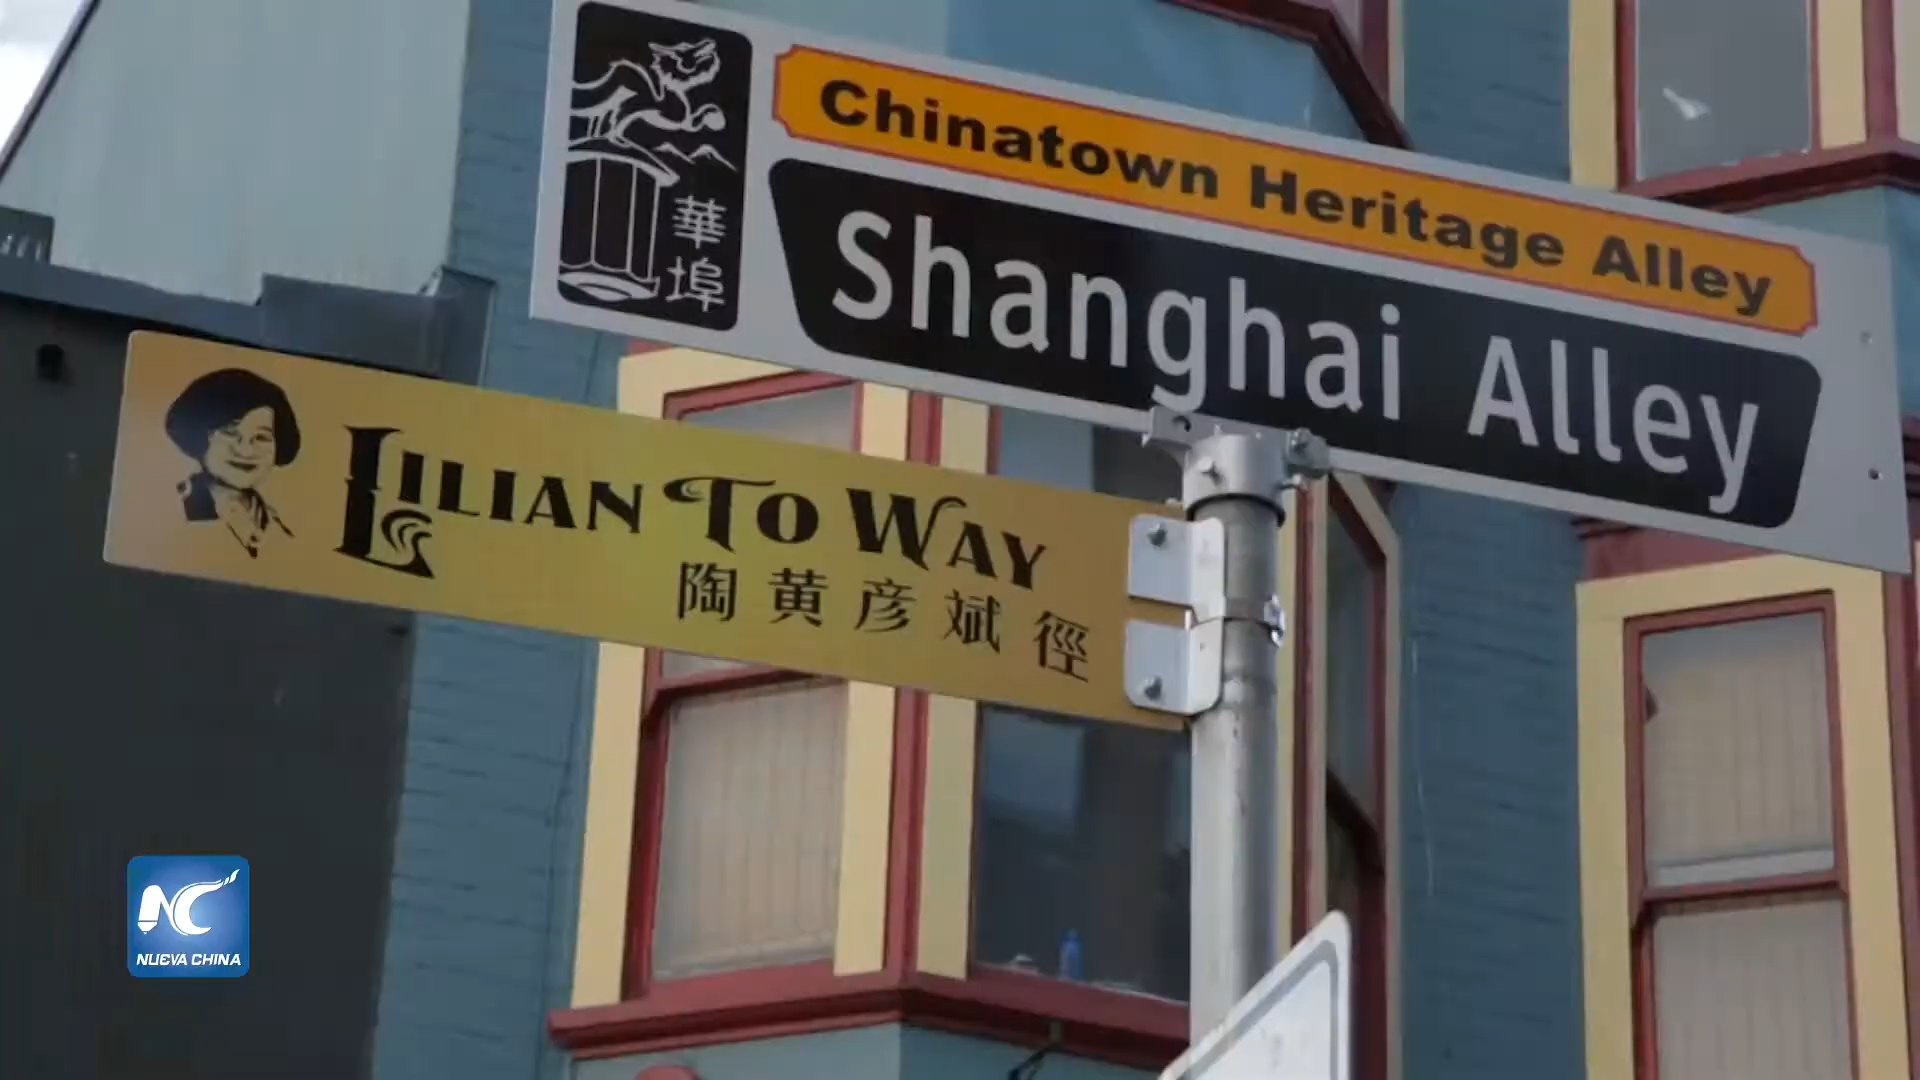 Chinatown Heritage Alley
Shanghai Alley
華
埠
LILIAN TO WAY
陶黄彦斌徑
NUEVA CHINA